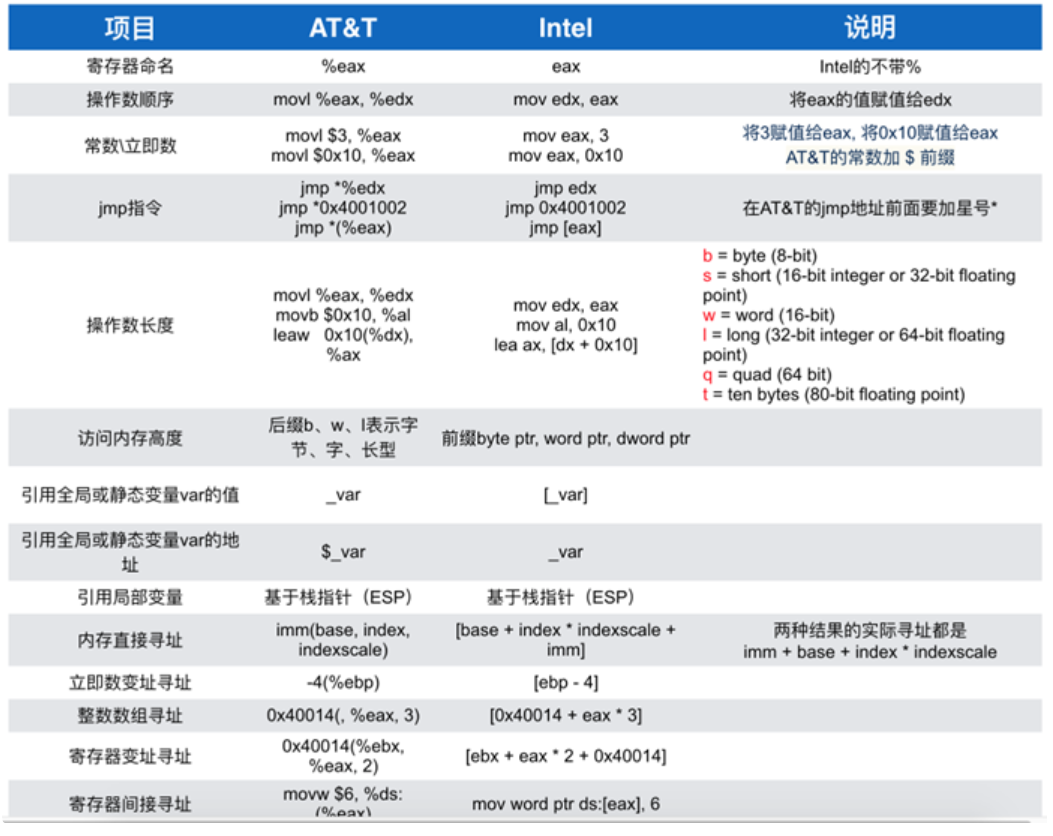 项目 AT&T Intel 说明
寄存器命名 %eax eax Intel的不带%
操作数顺序 movl %eax, %edx mov edx, eax 将eax的值赋值给edx
常数\立即数
movl $3, %eax
movl $0x10, %eax
mov eax, 3
mov eax, 0x10
将3赋值给eax, 将0x10赋值给eax
AT&T的常数加 $ 前缀
jmp指令
jmp *%edx
jmp *0x4001002
jmp *(%eax)
jmp edx
jmp 0x4001002
jmp [eax]
在AT&T的jmp地址前面要加星号*
操作数长度
movl %eax, %edx
movb $0x10, %al
leaw 0x10(%dx),
%ax
mov edx, eax
mov al, 0x10
lea ax, [dx + 0x10]
b = byte (8-bit)
s = short (16-bit integer or 32-bit floating
point)
w = word (16-bit)
l = long (32-bit integer or 64-bit floating
point)
q = quad (64 bit)
t = ten bytes (80-bit floating point)
访问内存高度
后缀b、w、l表示字
节、字、长型
前缀byte ptr, word ptr, dword ptr
引用全局或静态变量var的值 _var [_var]
引用全局或静态变量var的地
址
$_var _var
引用局部变量 基于栈指针（ESP） 基于栈指针（ESP）
内存直接寻址
imm(base, index,
indexscale)
[base + index * indexscale +
imm]
两种结果的实际寻址都是
imm + base + index * indexscale
立即数变址寻址 -4(%ebp) [ebp - 4]
整数数组寻址 0x40014(, %eax, 3) [0x40014 + eax * 3]
寄存器变址寻址
0x40014(%ebx,
%eax, 2)
[ebx + eax * 2 + 0x40014]
寄存器间接寻址
movw $6, %ds:
(%eax)
mov word ptr ds:[eax], 6